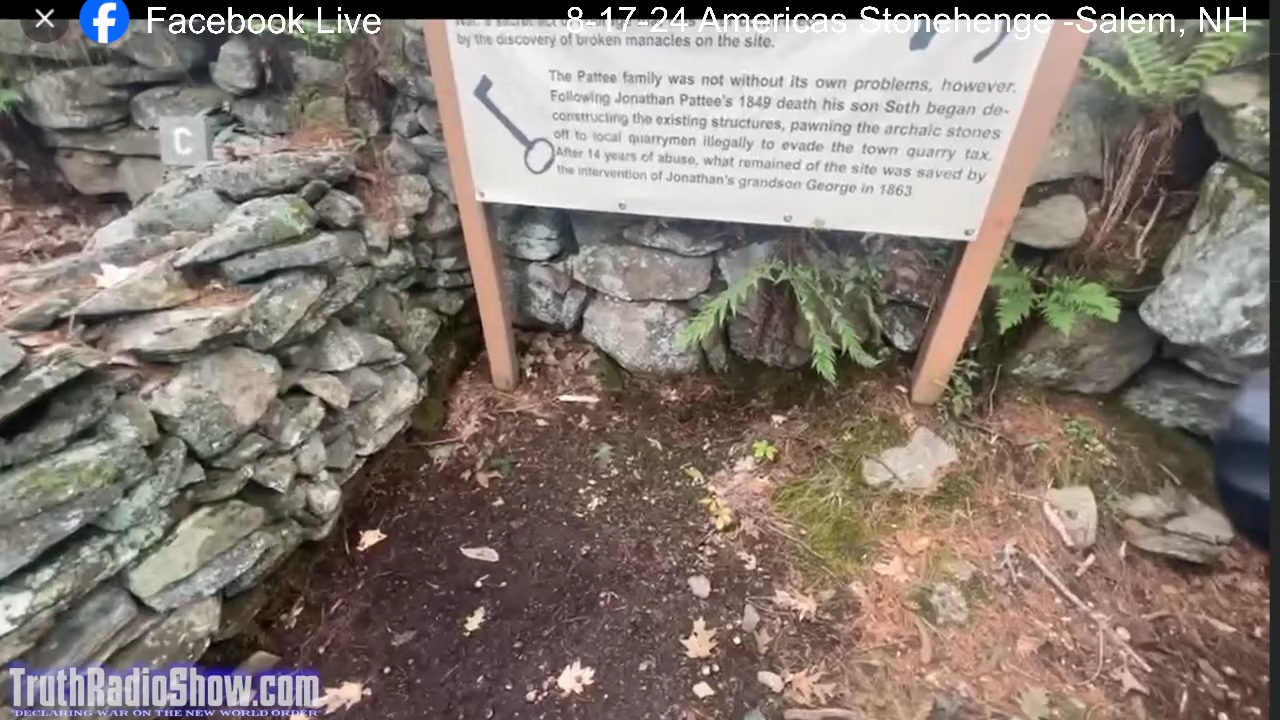 Facebook Live
8-17-24 Americas Stonehenge -Salem, NH
by the discovery of broken manacles on the site.
The Pattee family was not without its own problems, however.
Following Jonathan Pattee's 1849 death his son Seth began de-
constructing the existing structures, pawning the archaic stones
off to local quarrymen illegally to evade the town quarry tax.
After 14 years of abuse, what remained of the site was saved by
the intervention of Jonathan's grandson George in 1863
C
TruthRadioShow.com
"DECLARING WAR ON THE NEW WORLD ORDER"